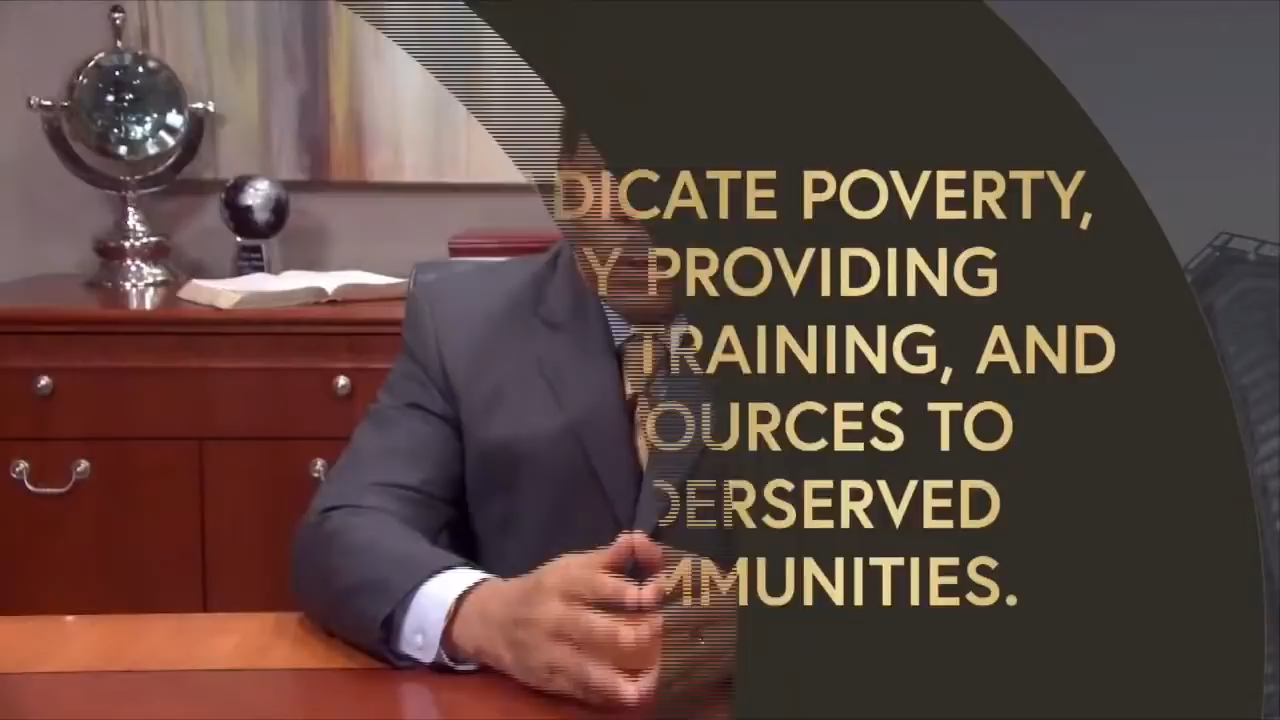 DICATE POVERTY,
Y PROVIDING
TRAINING, AND
OURCES TO
DERSERVED
MMUNITIES.